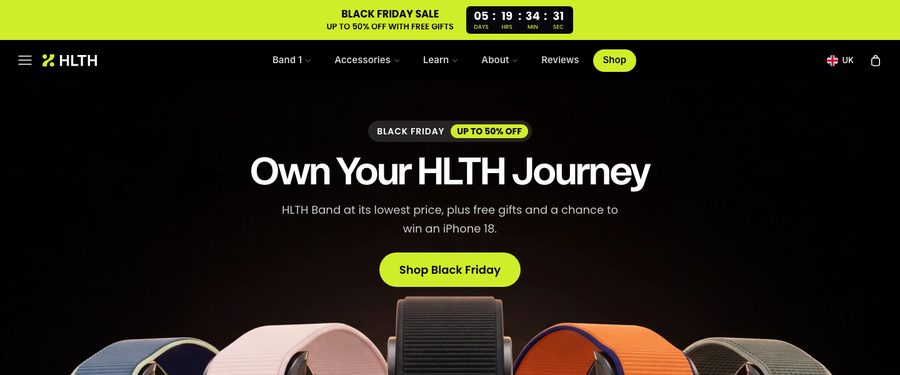 BLACK FRIDAY SALE
UP TO 50% OFF WITH FREE GIFTS
05 : 19 : 34 : 31
DAYS HRS MIN SEC
HLTH
Band 1
Accessories
Learn
About
Reviews
Shop
UK
BLACK FRIDAY UP TO 50% OFF
Own Your HLTH Journey
HLTH Band at its lowest price, plus free gifts and a chance to
win an iPhone 18.
Shop Black Friday